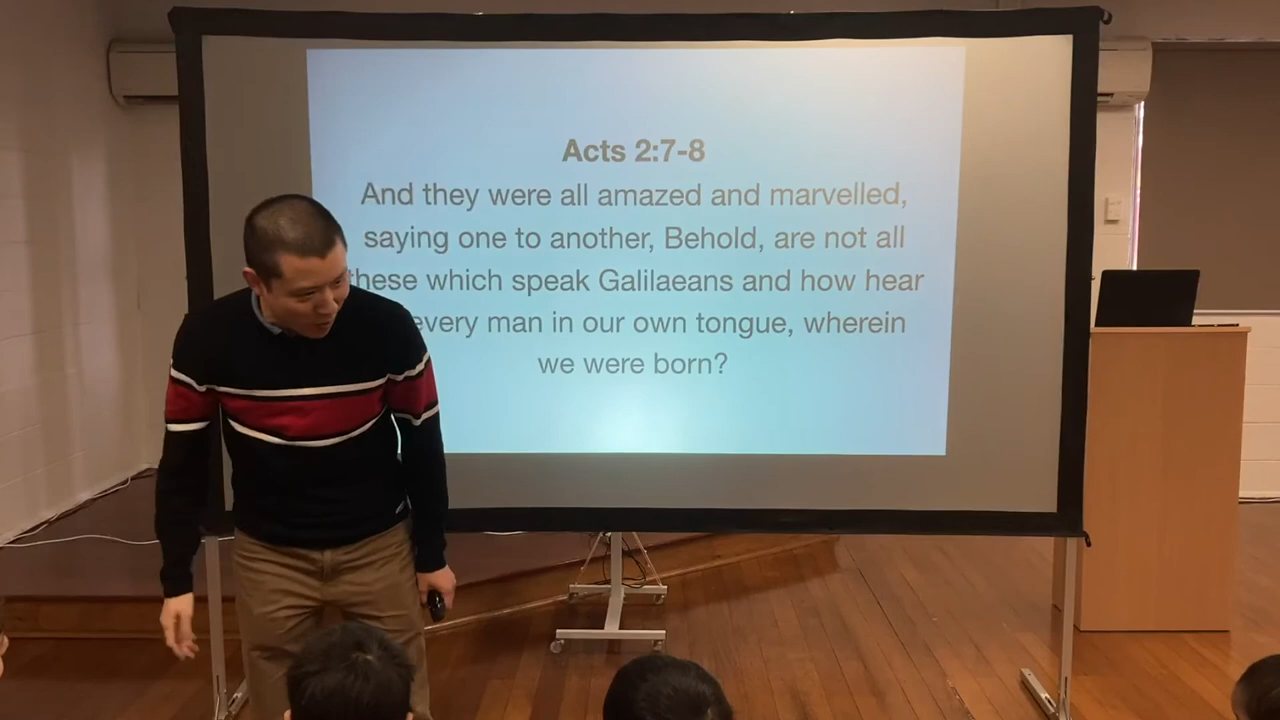 Acts 2:7-8
And they were all amazed and marvelled,
saying one to another, Behold, are not all
these which speak Galilaeans and how hear
every man in our own tongue, wherein
we were born?